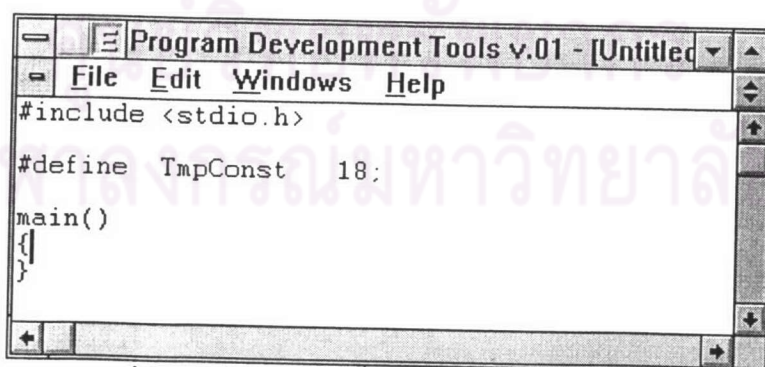 Program Development Tools v.01 - [Untitled
File Edit Windows Help
#include <stdio.h>
#define TmpConst 18;
main()
{
}